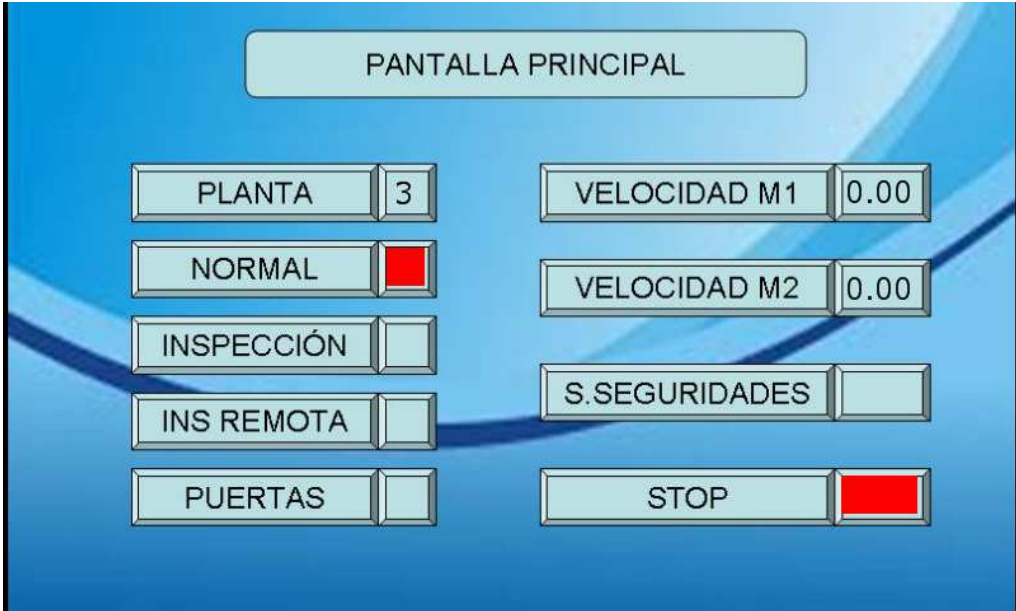 PANTALLA PRINCIPAL
PLANTA 3
NORMAL
INSPECCIÓN
INS REMOTA
PUERTAS
VELOCIDAD M1 0.00
VELOCIDAD M2 0.00
S.SEGURIDADES
STOP